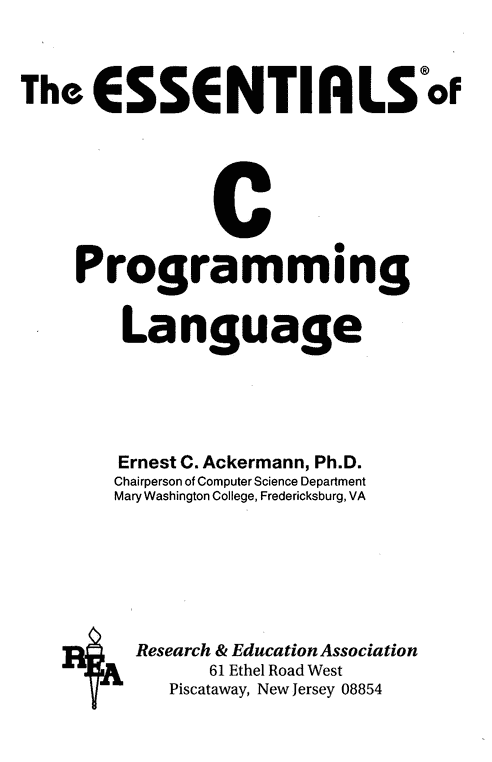 The ESSENTIALS® of
C
Programming
Language
Ernest C. Ackermann, Ph.D.
Chairperson of Computer Science Department
Mary Washington College, Fredericksburg, VA
REA
Research & Education Association
61 Ethel Road West
Piscataway, New Jersey 08854